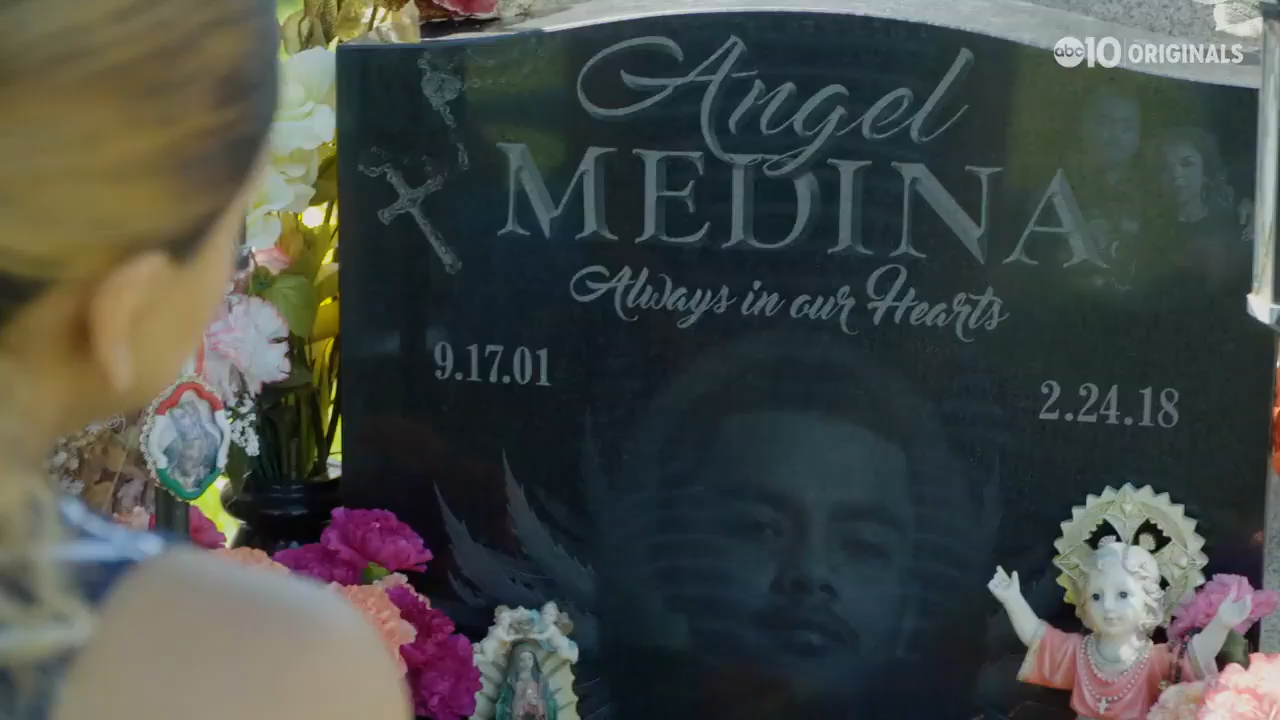 abc10 ORIGINALS
Angel
MEDINA
Always in our Hearts
9.17.01
2.24.18